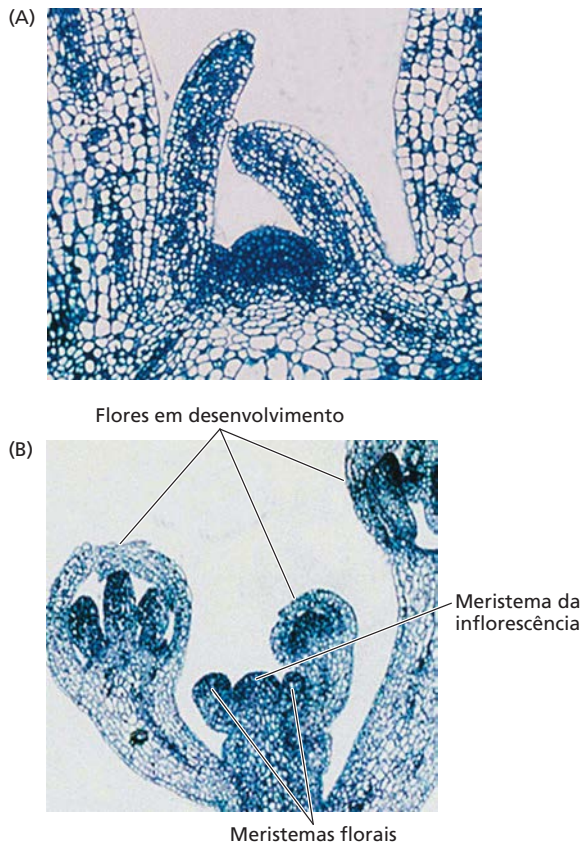 (A)
Flores em desenvolvimento
(B)
Meristema da
inflorescência
Meristemas florais